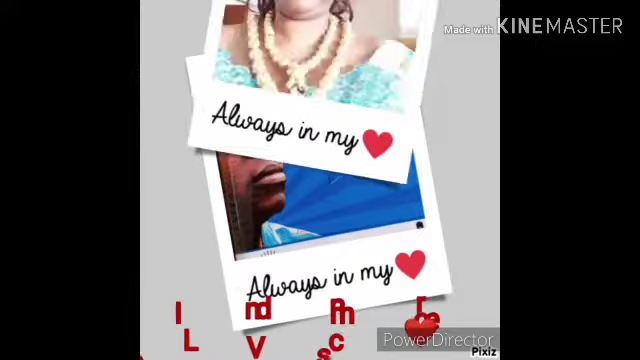 Made with KINEMASTER
Always in my
Always in my
PowerDirector
Pixiz